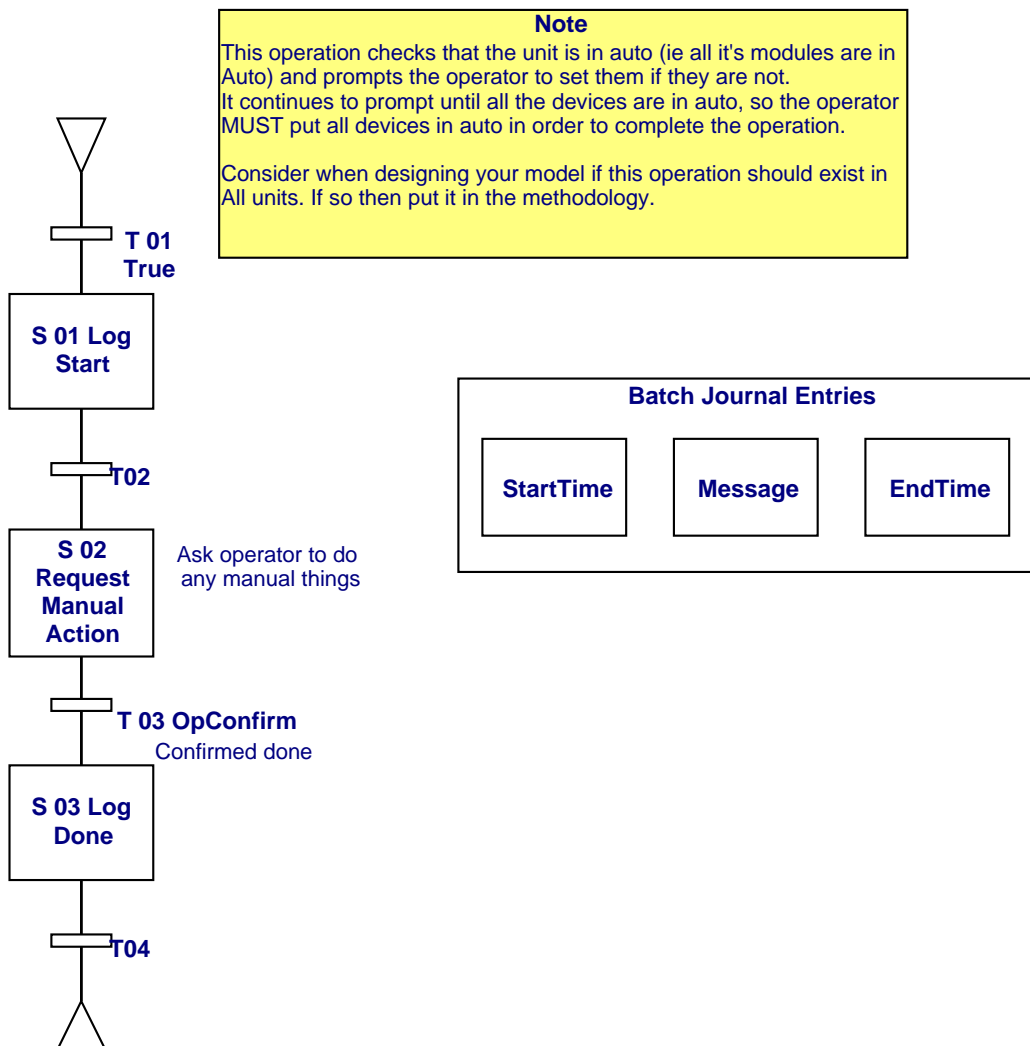 Note
This operation checks that the unit is in auto (ie all it's modules are in
Auto) and prompts the operator to set them if they are not.
It continues to prompt until all the devices are in auto, so the operator
MUST put all devices in auto in order to complete the operation.
Consider when designing your model if this operation should exist in
All units. If so then put it in the methodology.
T 01
True
S 01 Log
Start
T02
S 02
Request
Manual
Action
Ask operator to do
any manual things
T 03 OpConfirm
Confirmed done
S 03 Log
Done
T04
Batch Journal Entries
StartTime
Message
EndTime